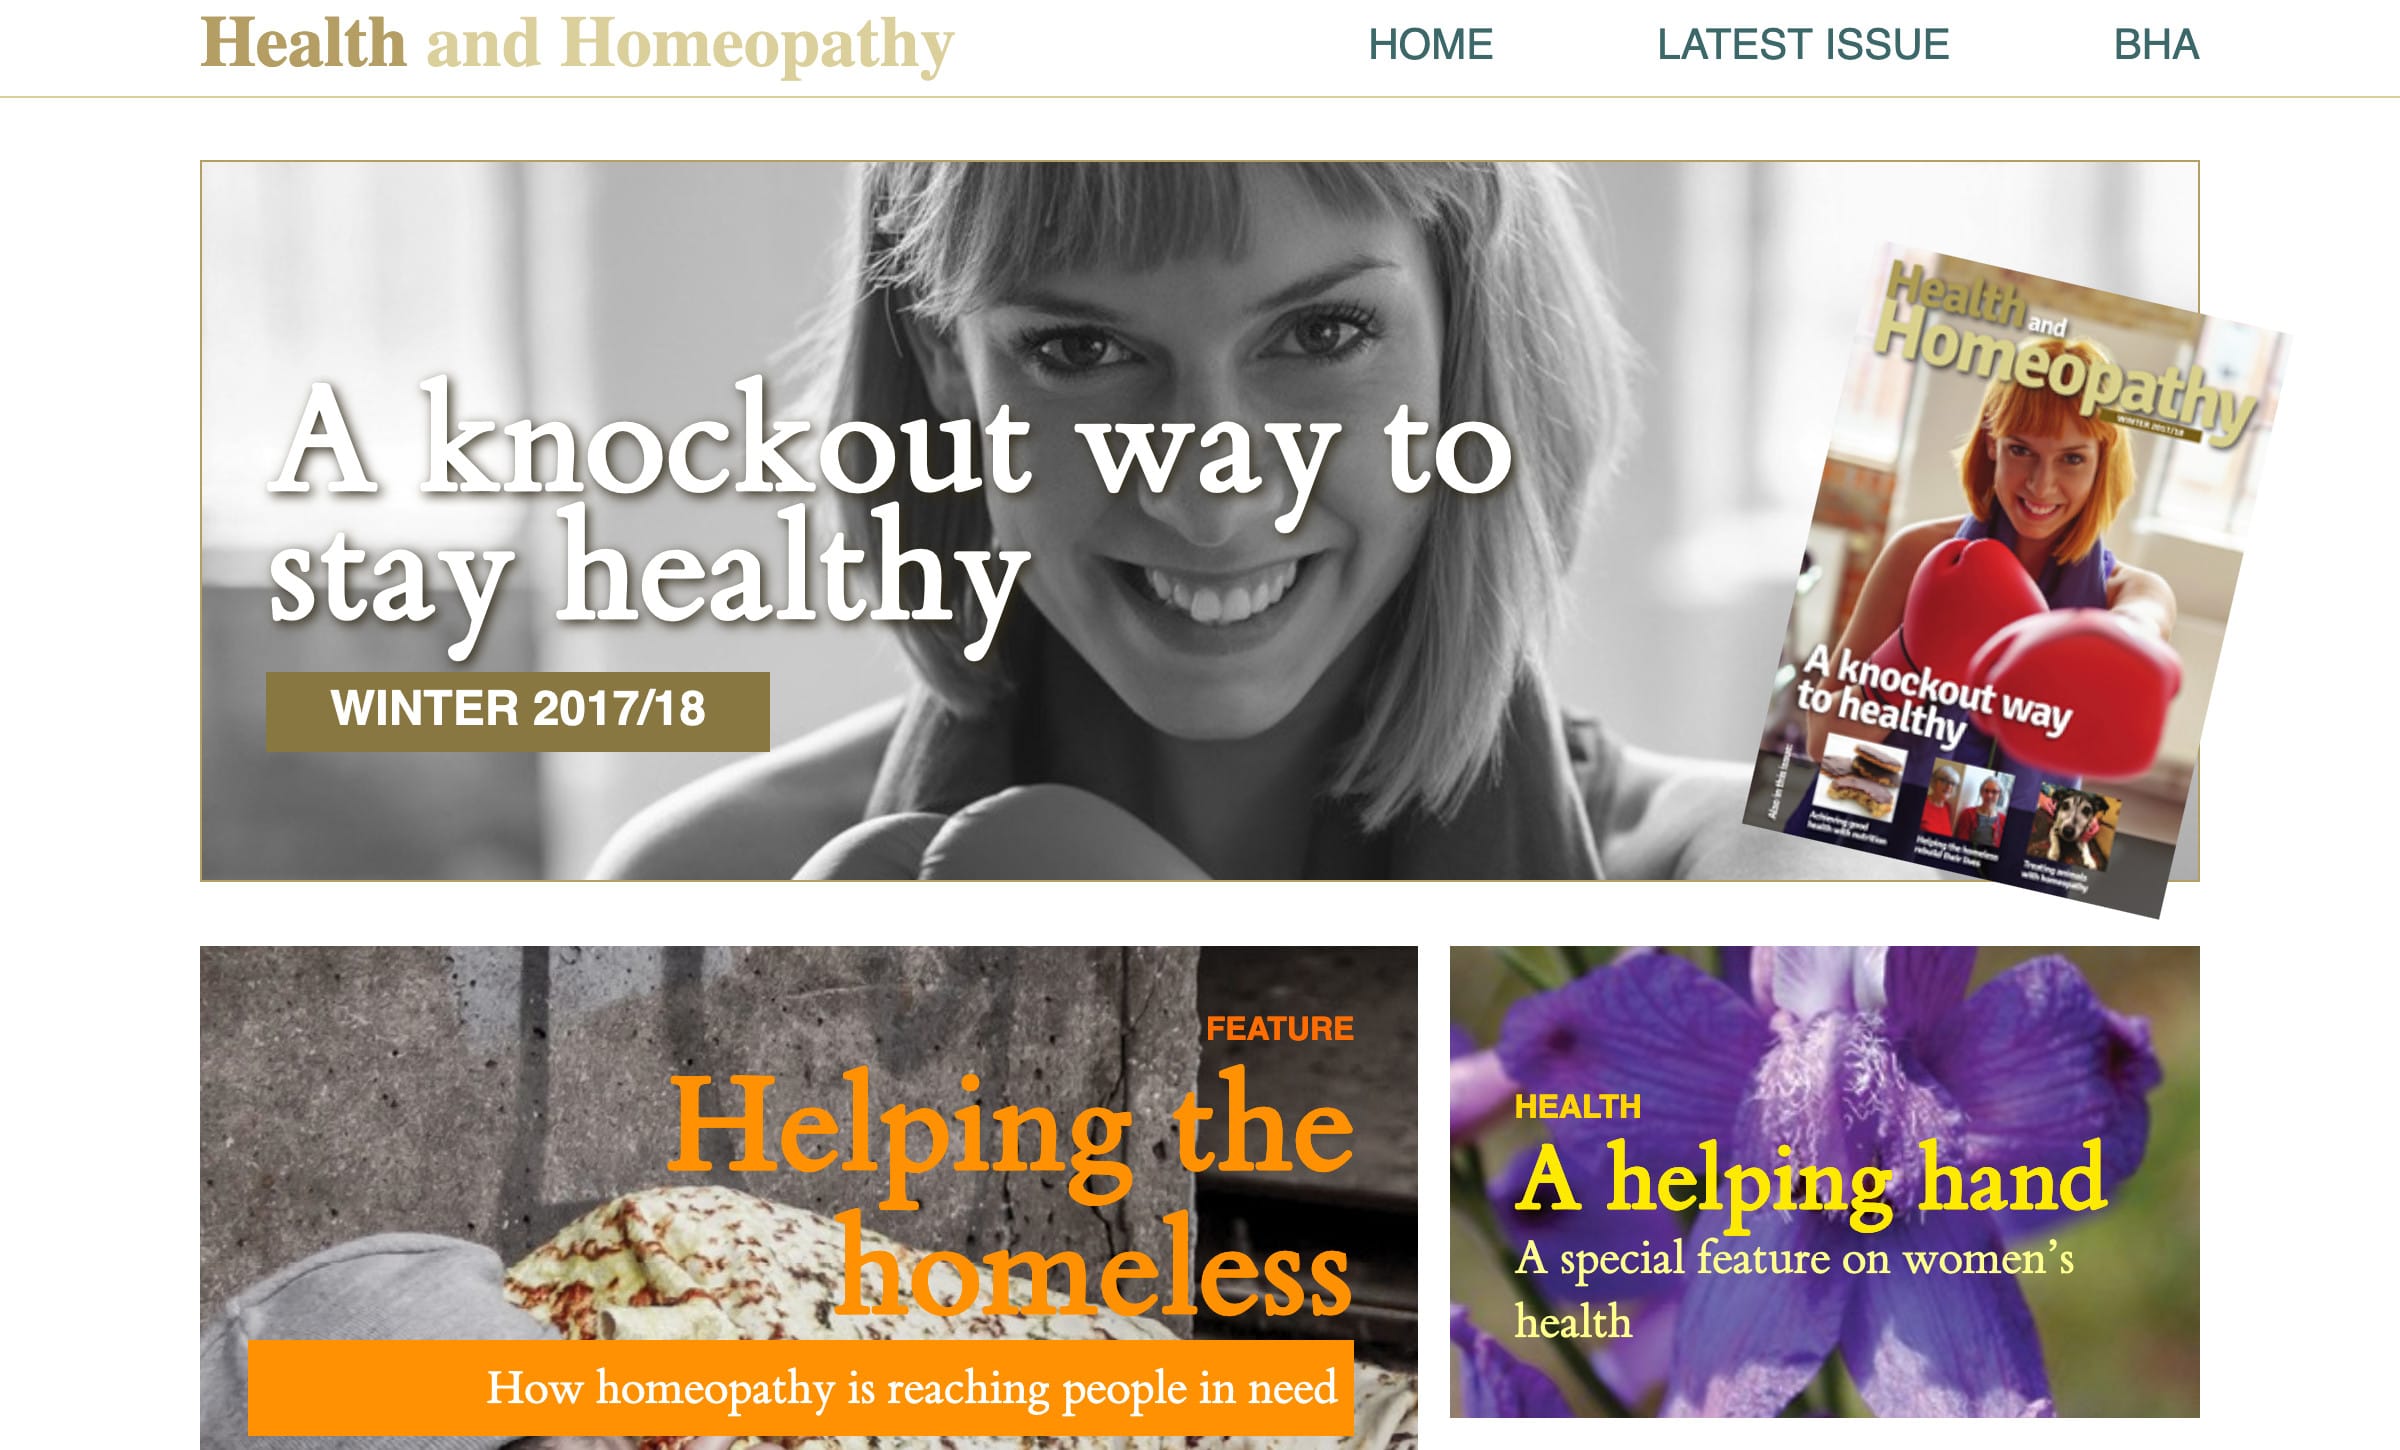 Health and Homeopathy
HOME
LATEST ISSUE
BHA
A knockout way to
stay healthy
WINTER 2017/18
Health and
Homeopathy
WINTER 2017/18
A knockout way
to healthy
Also in this issue:
Achieving good
health with nutrition
Helping the homeless
rebuild their lives
Treating animals
with homeopathy
FEATURE
Helping the
homeless
How homeopathy is reaching people in need
HEALTH
A helping hand
A special feature on women’s
health